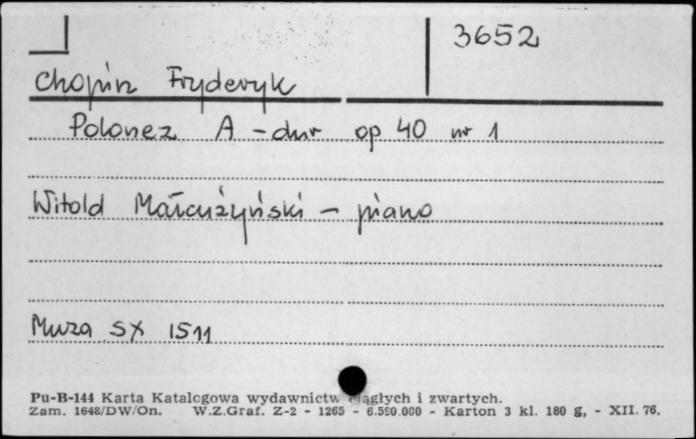 3652
Chopin Fryderyk
Polonez A-dur op 40 nr 1
Witold Małcużyński - piano
Muza SX 1511
Pu-B-144 Karta Katalogowa wydawnictw ciągłych i zwartych.
Zam. 1648/DW/On. W.Z.Graf. Z-2 - 1265 - 6.590.000 - Karton 3 kl. 180 g, - XII. 76.